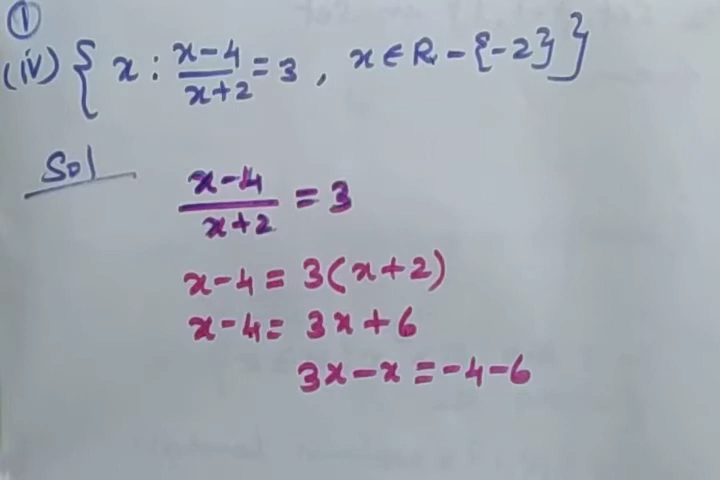 ①
(iv) { x : x-4/x+2 = 3 , x ∈ R - {-2} }
Sol
x-4/x+2 = 3
x-4 = 3(x+2)
x-4 = 3x+6
3x-x = -4-6